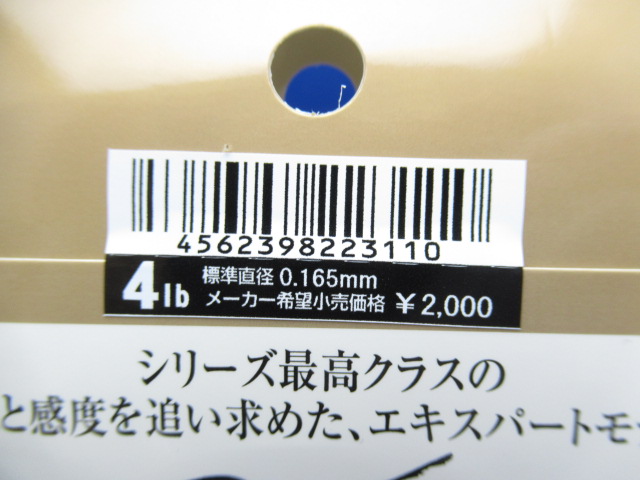 4562398223110
4lb 標準直径 0.165mm
メーカー希望小売価格 ￥2,000
シリーズ最高クラスの
と感度を追い求めた、エキスパートモ